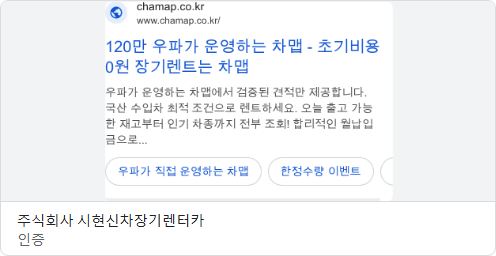 chamap.co.kr
www.chamap.co.kr/
120만 우파가 운영하는 차맵 - 초기비용
0원 장기렌트는 차맵
우파가 운영하는 차맵에서 검증된 견적만 제공합니다.
국산 수입차 최적 조건으로 렌트하세요. 오늘 출고 가능
한 재고부터 인기 차종까지 전부 조회! 합리적인 월납입
금으로...
우파가 직접 운영하는 차맵
한정수량 이벤트
주식회사 시현신차장기렌터카
인증